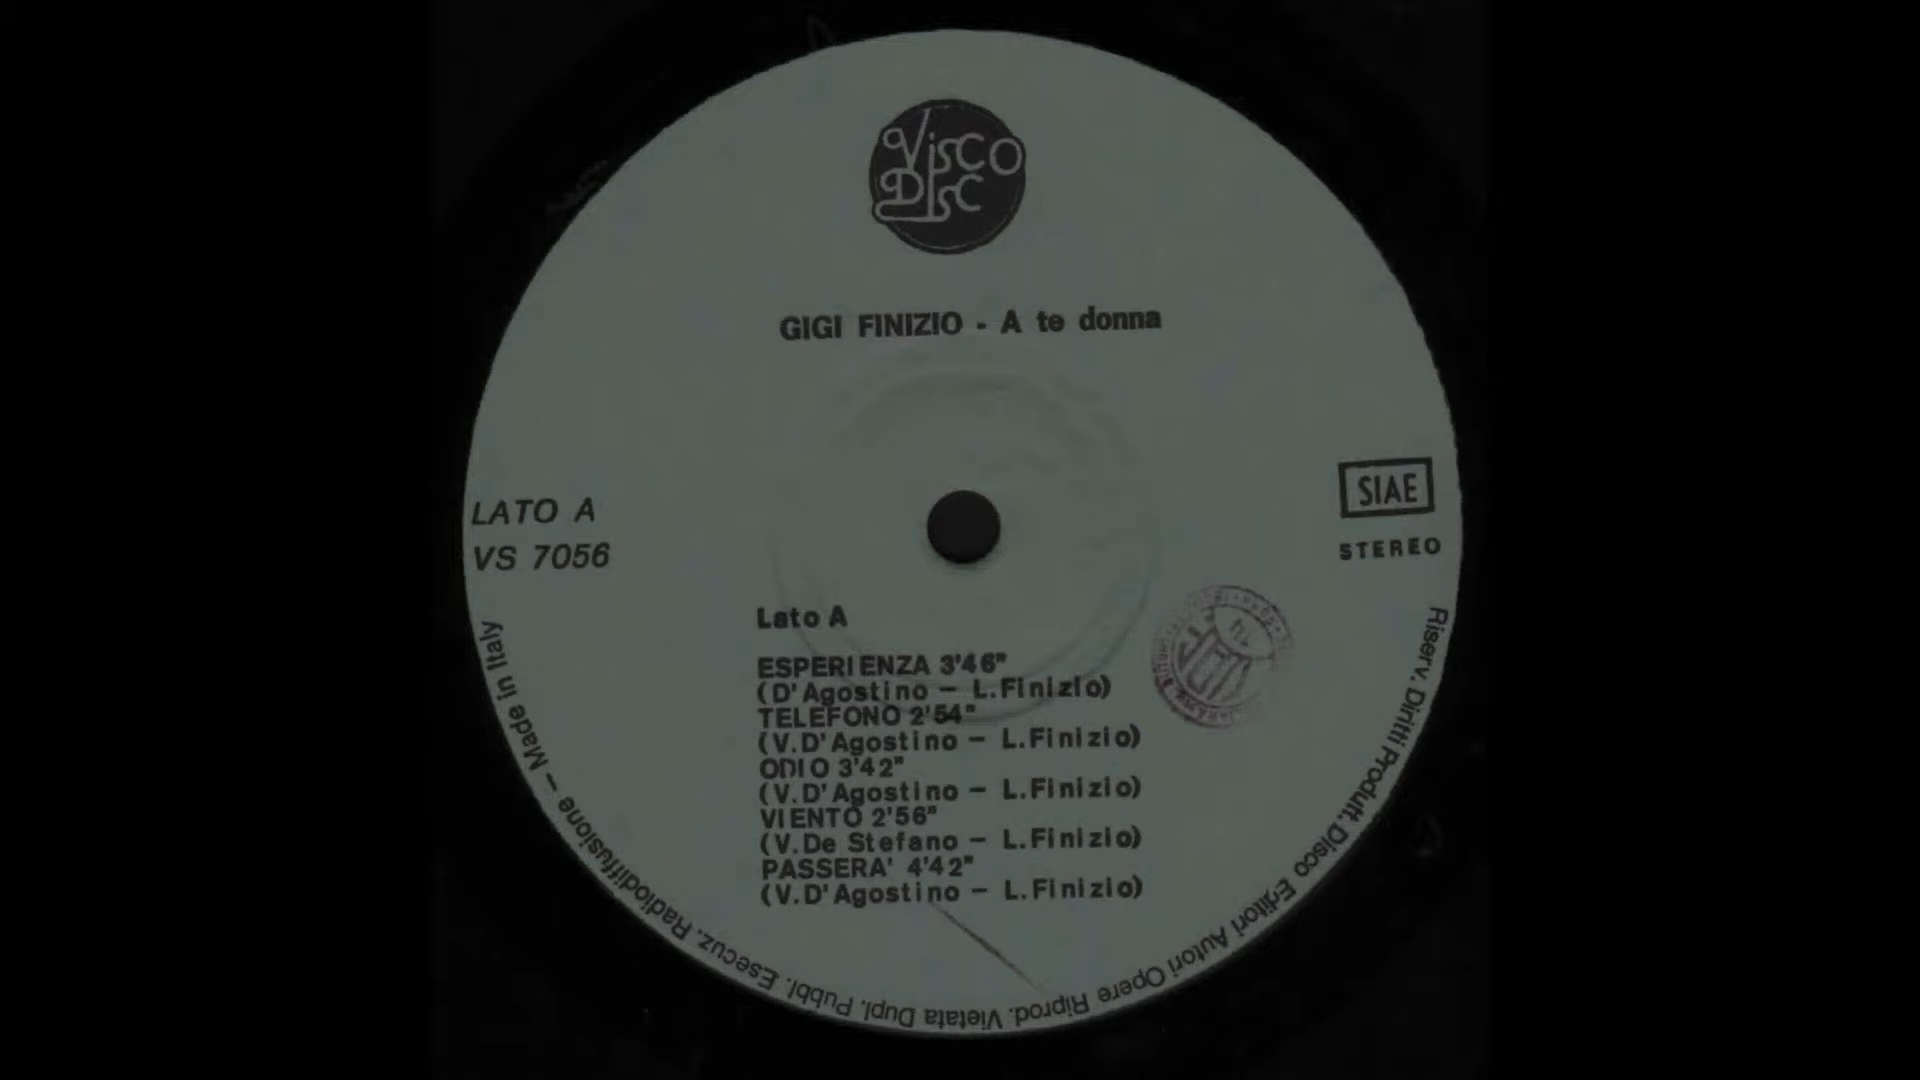 Visco
Disc
GIGI FINIZIO - A te donna
LATO A
VS 7056
SIAE
STEREO
Lato A
ESPERIENZA 3'46"
(D'Agostino - L.Finizio)
TELEFONO 2'54"
(V.D'Agostino - L.Finizio)
ODIO 3'42"
(V.D'Agostino - L.Finizio)
VIENTO 2'56"
(V.De Stefano - L.Finizio)
PASSERA' 4'42"
(V.D'Agostino - L.Finizio)
Riserv. Diritti Produtt. Disco Editori Autori Opere Riprod. Vietata Dupl. Pubbl. Esecuz. Radiodiffusione - Made in Italy